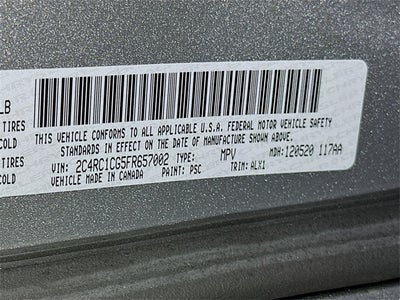 LB
TIRES
COLD
TIRES
COLD
THIS VEHICLE CONFORMS TO ALL APPLICABLE U.S.A. FEDERAL MOTOR VEHICLE SAFETY
STANDARDS IN EFFECT ON THE DATE OF MANUFACTURE SHOWN ABOVE.
VIN: 2C4RC1CG5FR657002 TYPE: MPV MDH: 120520 117AA
VEHICLE MADE IN CANADA PAINT: PSC TRIM: ALX1